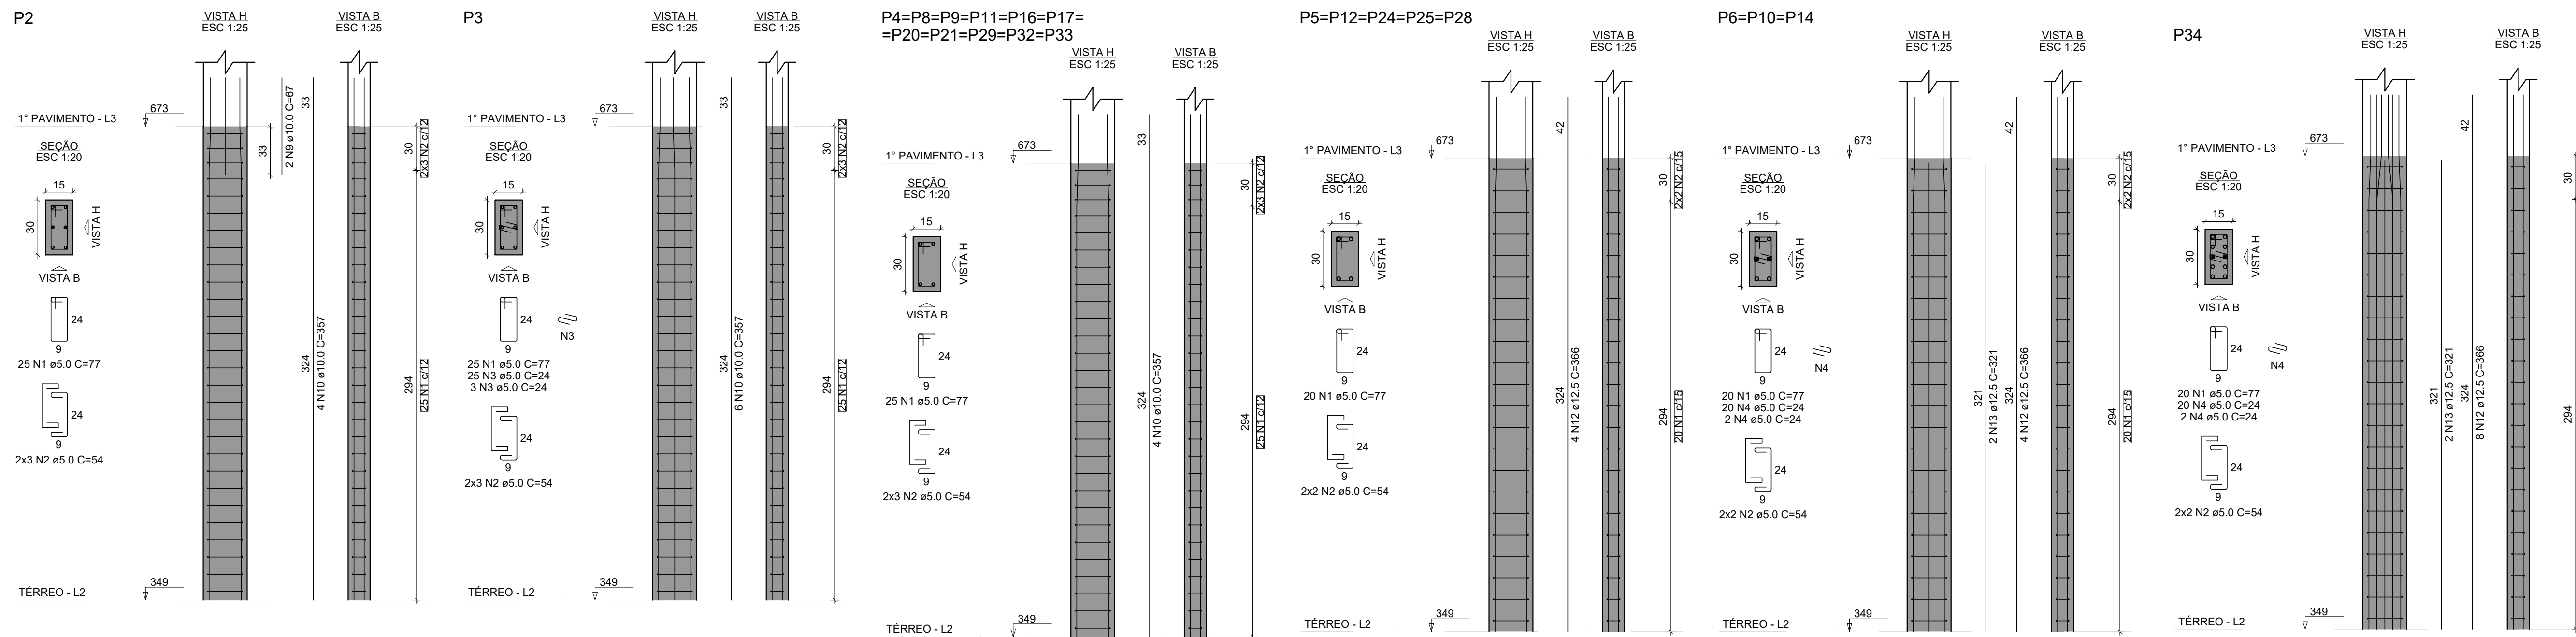 P2
VISTA H
ESC 1:25
VISTA B
ESC 1:25
2 N9 ø10.0 C=67
33
33
673
1° PAVIMENTO - L3
SEÇÃO
ESC 1:20
15
30
VISTA H
VISTA B
24
9
25 N1 ø5.0 C=77
24
9
2x3 N2 ø5.0 C=54
324
4 N10 ø10.0 C=357
30
2x3 N2 c/12
294
25 N1 c/12
349
TÉRREO - L2
P3
VISTA H
ESC 1:25
VISTA B
ESC 1:25
33
673
1° PAVIMENTO - L3
SEÇÃO
ESC 1:20
15
30
VISTA H
VISTA B
24
9
N3
25 N1 ø5.0 C=77
25 N3 ø5.0 C=24
3 N3 ø5.0 C=24
24
9
2x3 N2 ø5.0 C=54
324
6 N10 ø10.0 C=357
30
2x3 N2 c/12
294
25 N1 c/12
349
TÉRREO - L2
P4=P8=P9=P11=P16=P17=
=P20=P21=P29=P32=P33
VISTA H
ESC 1:25
VISTA B
ESC 1:25
33
673
1° PAVIMENTO - L3
SEÇÃO
ESC 1:20
15
30
VISTA H
VISTA B
24
9
25 N1 ø5.0 C=77
24
9
2x3 N2 ø5.0 C=54
324
4 N10 ø10.0 C=357
30
2x3 N2 c/12
294
25 N1 c/12
349
TÉRREO - L2
P5=P12=P24=P25=P28
VISTA H
ESC 1:25
VISTA B
ESC 1:25
42
673
1° PAVIMENTO - L3
SEÇÃO
ESC 1:20
15
30
VISTA H
VISTA B
24
9
20 N1 ø5.0 C=77
24
9
2x2 N2 ø5.0 C=54
324
4 N12 ø12.5 C=366
30
2x2 N2 c/15
294
20 N1 c/15
349
TÉRREO - L2
P6=P10=P14
VISTA H
ESC 1:25
VISTA B
ESC 1:25
42
673
1° PAVIMENTO - L3
SEÇÃO
ESC 1:20
15
30
VISTA H
VISTA B
24
9
N4
20 N1 ø5.0 C=77
20 N4 ø5.0 C=24
2 N4 ø5.0 C=24
24
9
2x2 N2 ø5.0 C=54
321
2 N13 ø12.5 C=321
324
4 N12 ø12.5 C=366
30
2x2 N2 c/15
294
20 N1 c/15
349
TÉRREO - L2
P34
VISTA H
ESC 1:25
VISTA B
ESC 1:25
42
673
1° PAVIMENTO - L3
SEÇÃO
ESC 1:20
15
30
VISTA H
VISTA B
24
9
N4
20 N1 ø5.0 C=77
20 N4 ø5.0 C=24
2 N4 ø5.0 C=24
24
9
2x2 N2 ø5.0 C=54
321
2 N13 ø12.5 C=321
324
8 N12 ø12.5 C=366
30
294
349
TÉRREO - L2